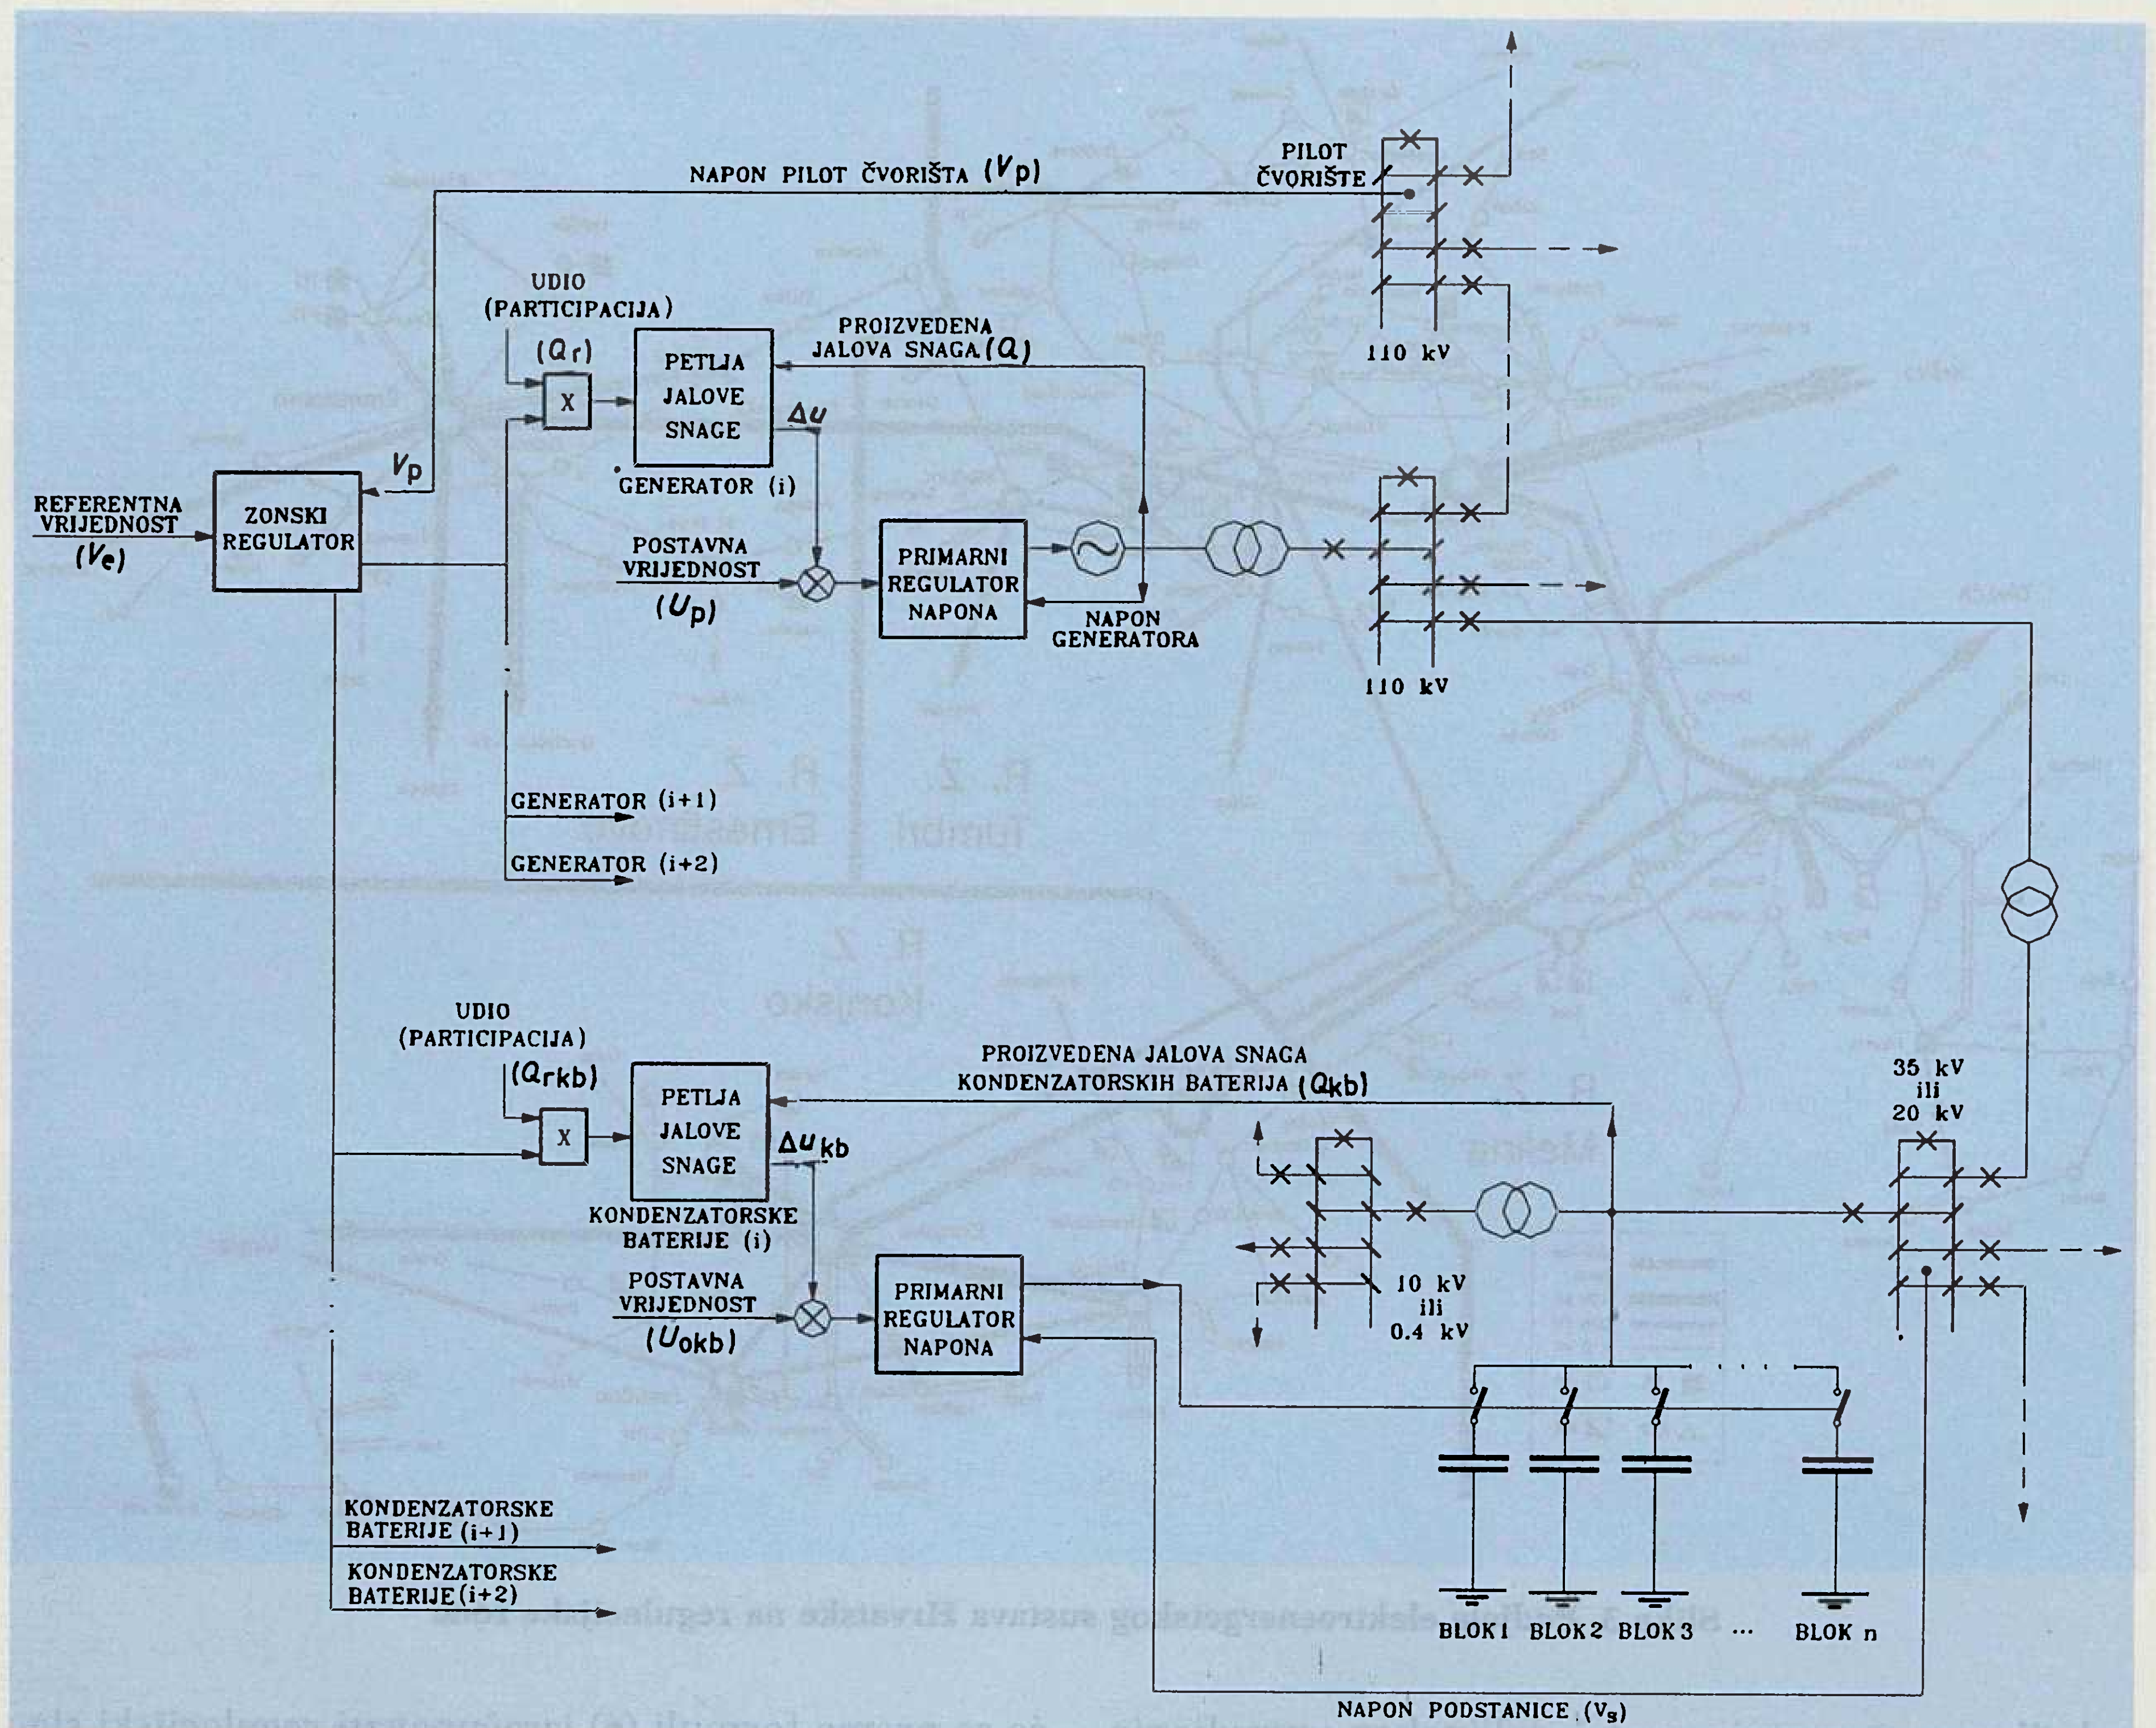 NAPON PILOT ČVORIŠTA (Vp)
PILOT
ČVORIŠTE
110 kV
UDIO
(PARTICIPACIJA)
(Qr)
X
PETLJA
JALOVE
SNAGE
GENERATOR (i)
PROIZVEDENA
JALOVA SNAGA (Q)
Δu
Vp
REFERENTNA
VRIJEDNOST
(Ve)
ZONSKI
REGULATOR
POSTAVNA
VRIJEDNOST
(Up)
PRIMARNI
REGULATOR
NAPONA
NAPON
GENERATORA
110 kV
GENERATOR (i+1)
GENERATOR (i+2)
UDIO
(PARTICIPACIJA)
(Qrkb)
X
PETLJA
JALOVE
SNAGE
KONDENZATORSKE
BATERIJE (i)
PROIZVEDENA JALOVA SNAGA
KONDENZATORSKIH BATERIJA (Qkb)
Δukb
35 kV
ili
20 kV
POSTAVNA
VRIJEDNOST
(Uokb)
PRIMARNI
REGULATOR
NAPONA
10 kV
ili
0.4 kV
KONDENZATORSKE
BATERIJE (i+1)
KONDENZATORSKE
BATERIJE (i+2)
BLOK 1 BLOK 2 BLOK 3 ... BLOK n
NAPON PODSTANICE (Vs)